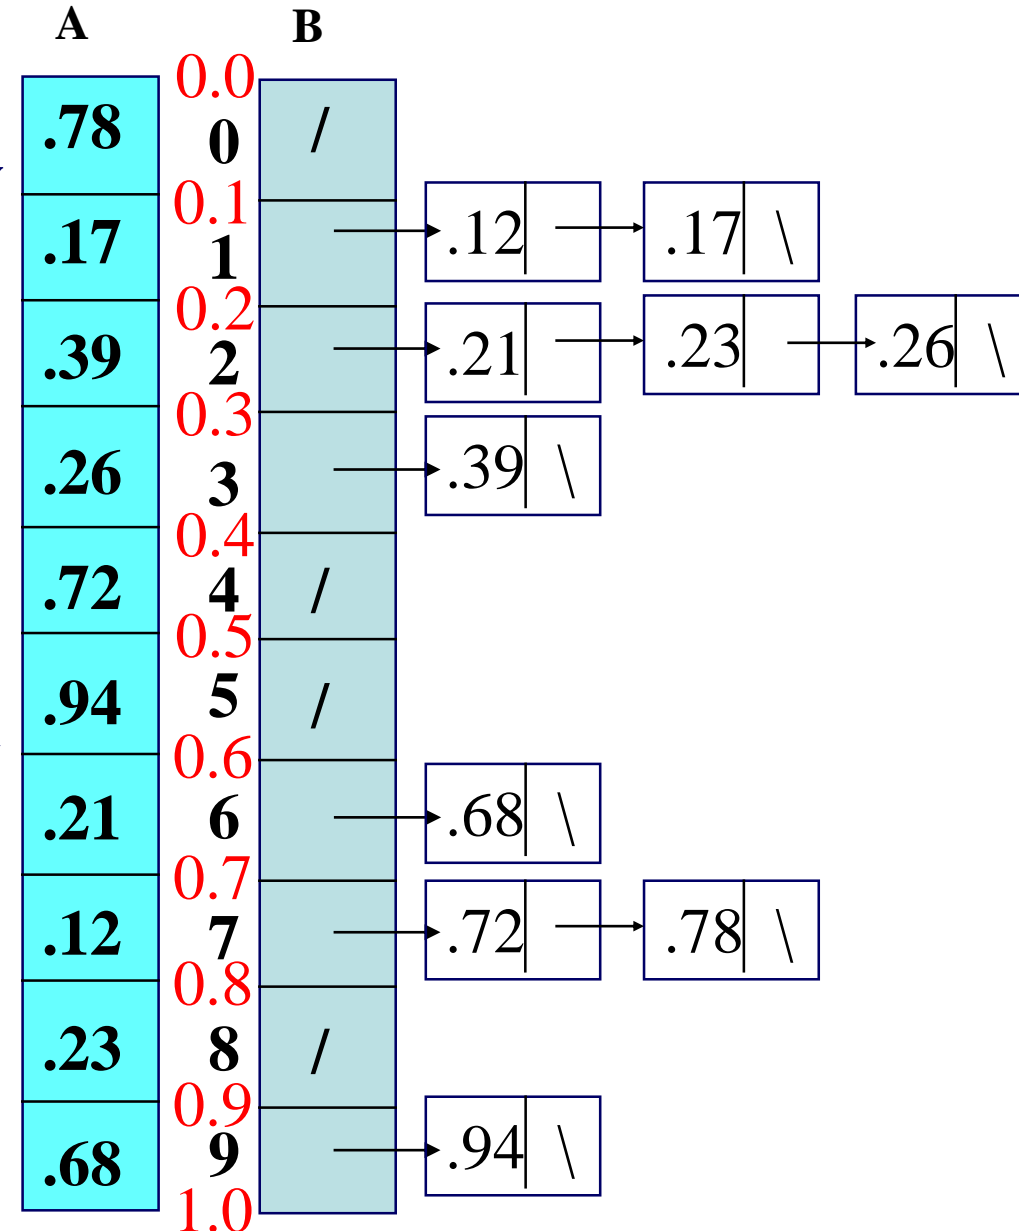 A B
0.0
.78 0 /
0.1
.17 1 .12 .17 \
0.2
.39 2 .21 .23 .26 \
0.3
.26 3 .39 \
0.4
.72 4 /
0.5
.94 5 /
0.6
.21 6 .68 \
0.7
.12 7 .72 .78 \
0.8
.23 8 /
0.9
.68 9 .94 \
1.0